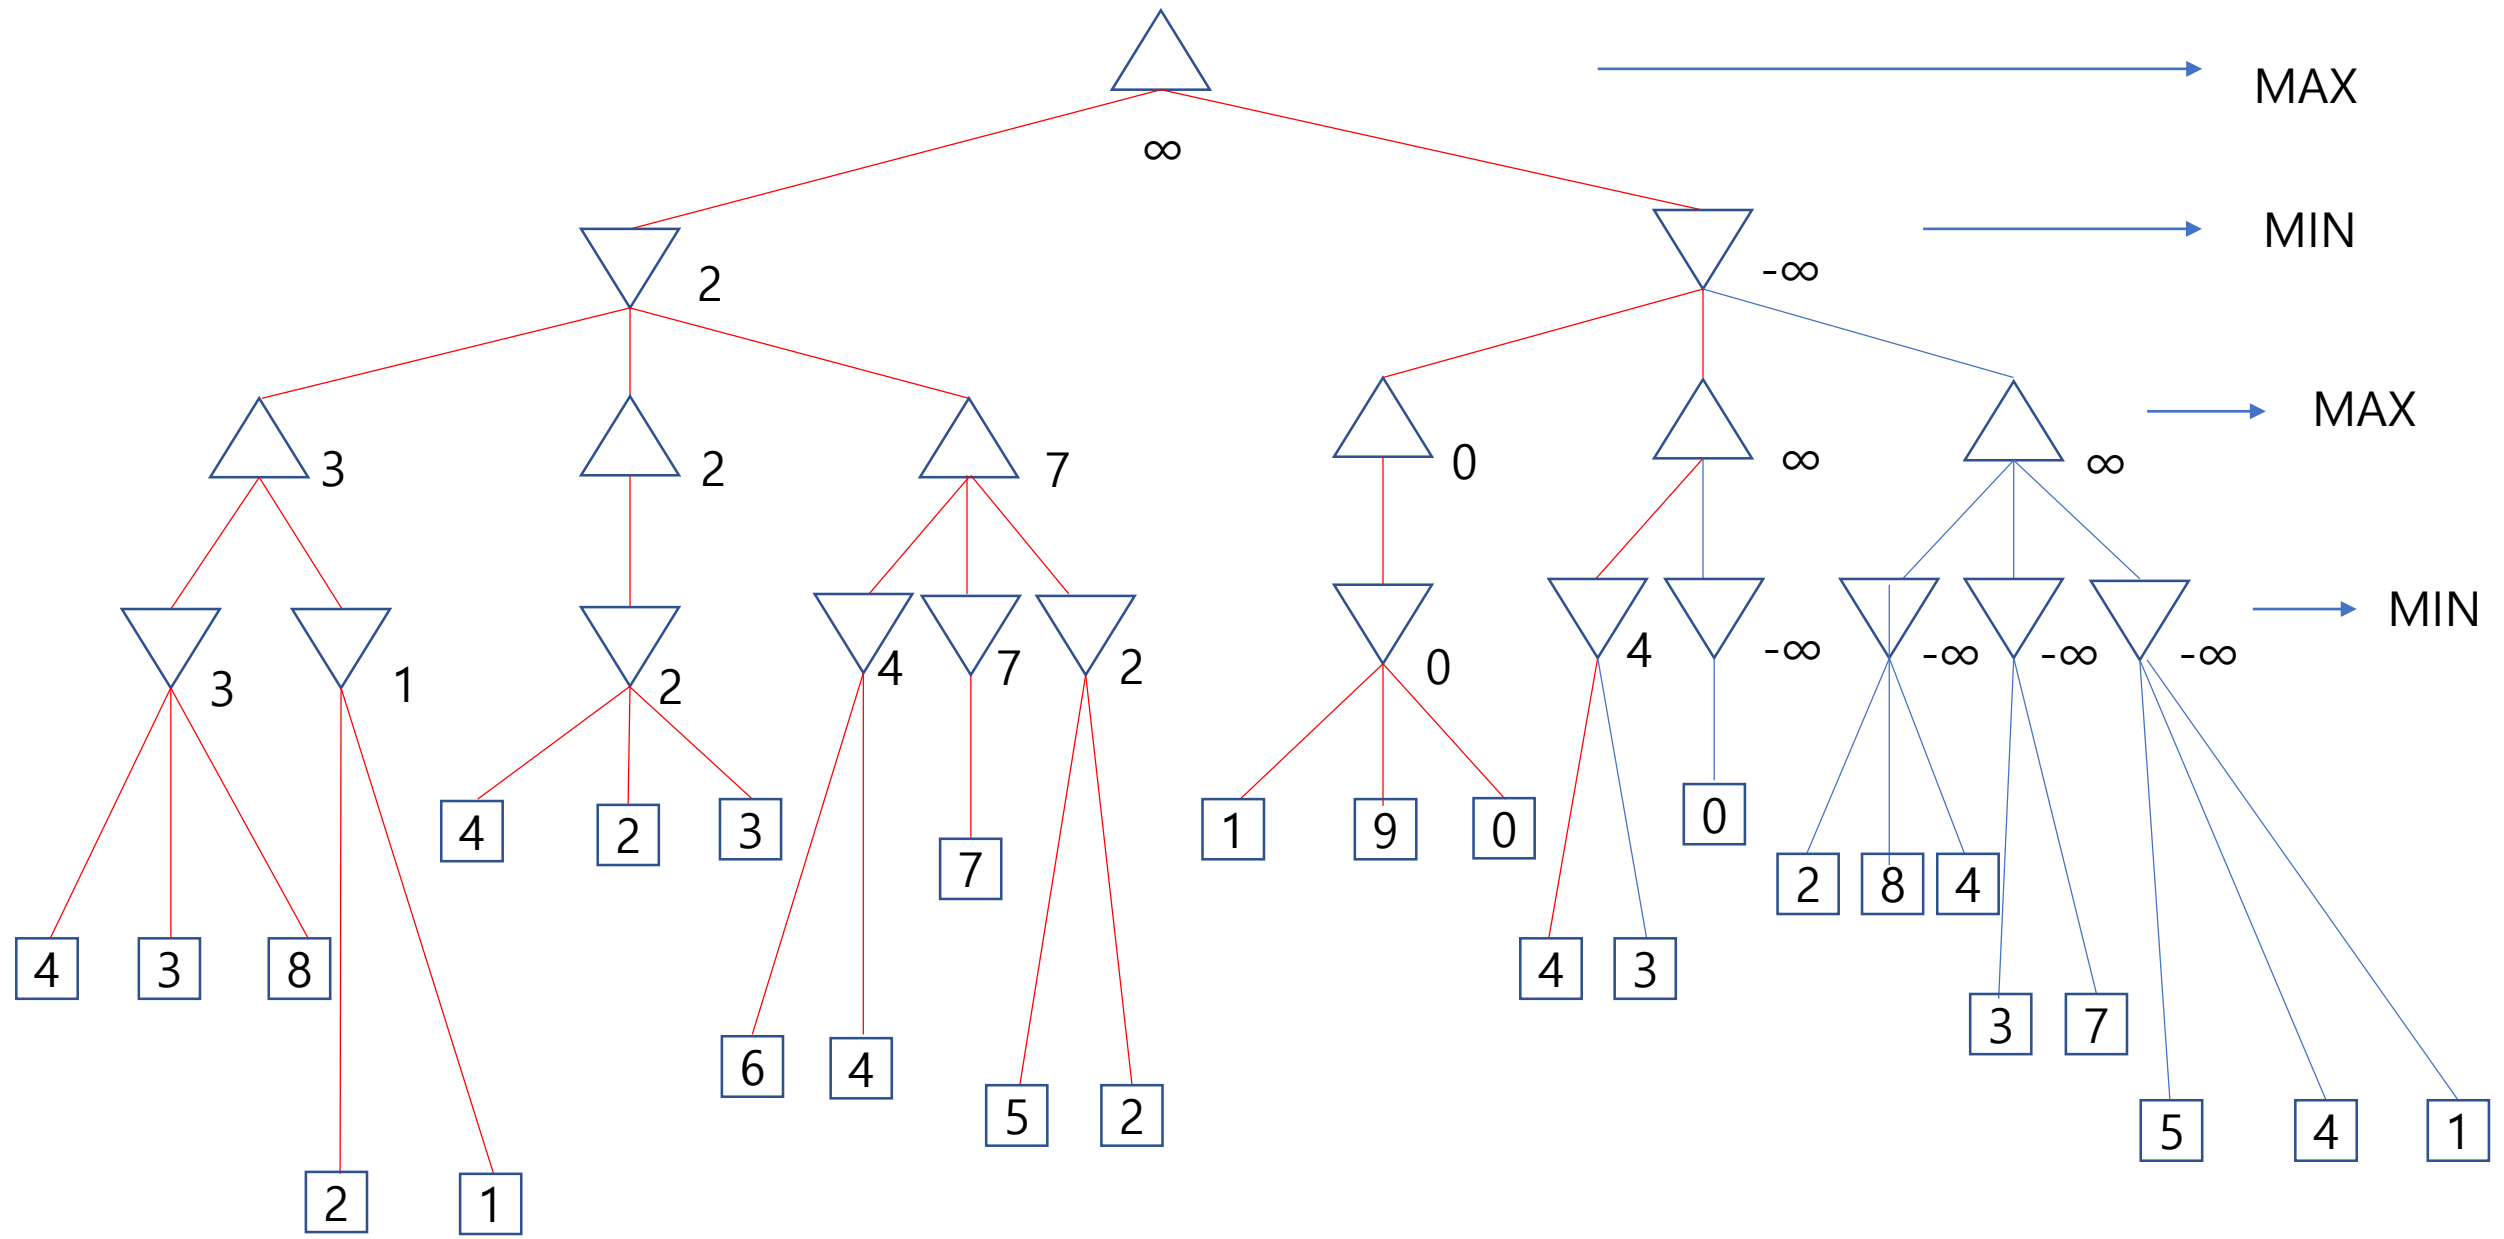 MAX
∞
MIN
2 -∞
MAX
3 2 7 0 ∞ ∞
MIN
3 1 2 4 7 2 0 4 -∞ -∞ -∞ -∞
4 2 3 7 1 9 0 0 2 8 4
4 3 8 4 3
6 4 3 7
5 2 5 4 1
2 1